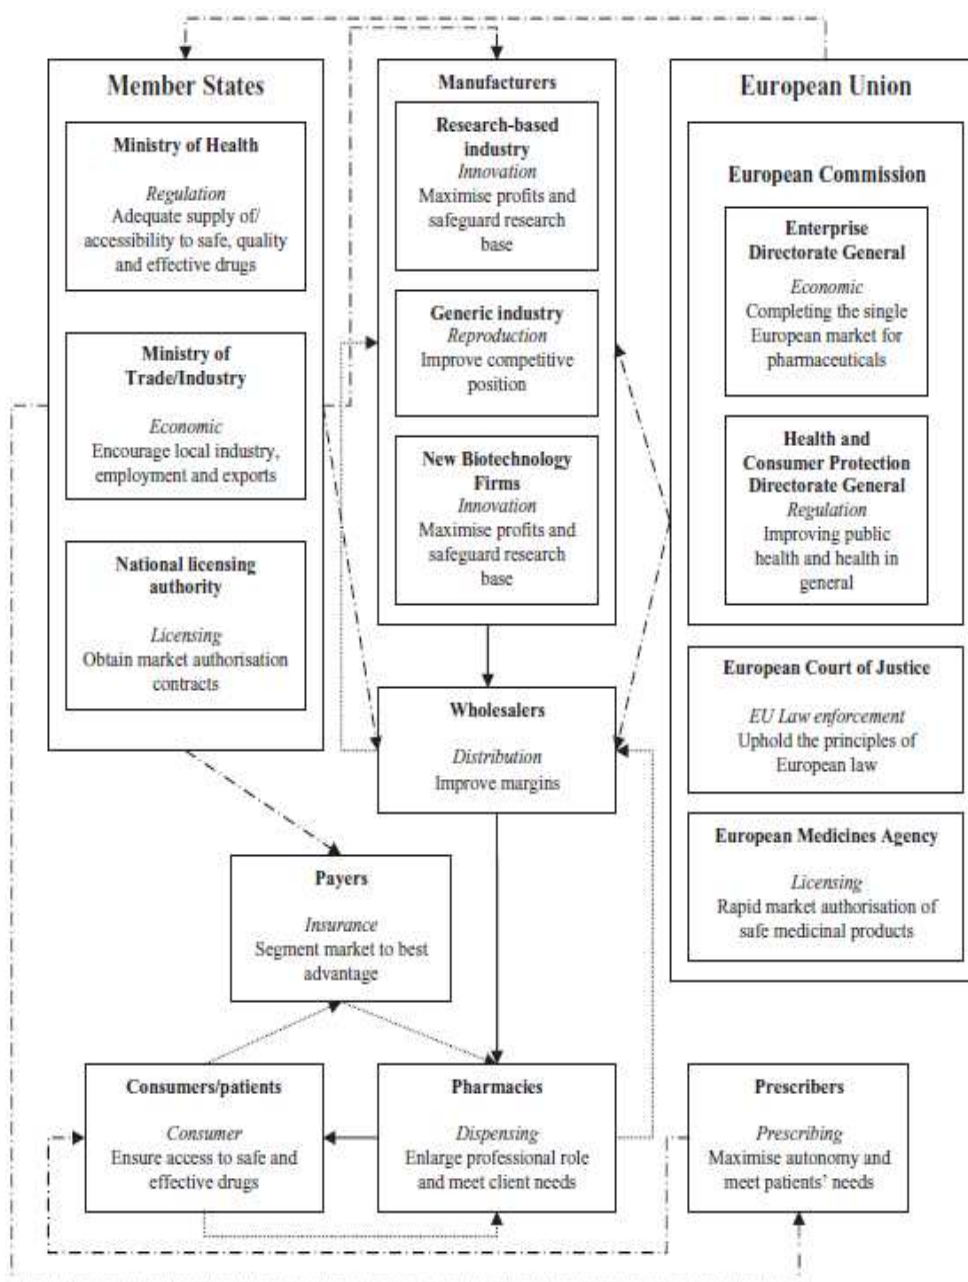 Member States
Ministry of Health
Regulation
Adequate supply of/
accessibility to safe, quality
and effective drugs
Ministry of
Trade/Industry
Economic
Encourage local industry,
employment and exports
National licensing
authority
Licensing
Obtain market authorisation
contracts
Manufacturers
Research-based
industry
Innovation
Maximise profits and
safeguard research
base
Generic industry
Reproduction
Improve competitive
position
New Biotechnology
Firms
Innovation
Maximise profits and
safeguard research
base
European Union
European Commission
Enterprise
Directorate General
Economic
Completing the single
European market for
pharmaceuticals
Health and
Consumer Protection
Directorate General
Regulation
Improving public
health and health in
general
European Court of Justice
EU Law enforcement
Uphold the principles of
European law
European Medicines Agency
Licensing
Rapid market authorisation of
safe medicinal products
Wholesalers
Distribution
Improve margins
Payers
Insurance
Segment market to best
advantage
Consumers/patients
Consumer
Ensure access to safe and
effective drugs
Pharmacies
Dispensing
Enlarge professional role
and meet client needs
Prescribers
Prescribing
Maximise autonomy and
meet patients' needs